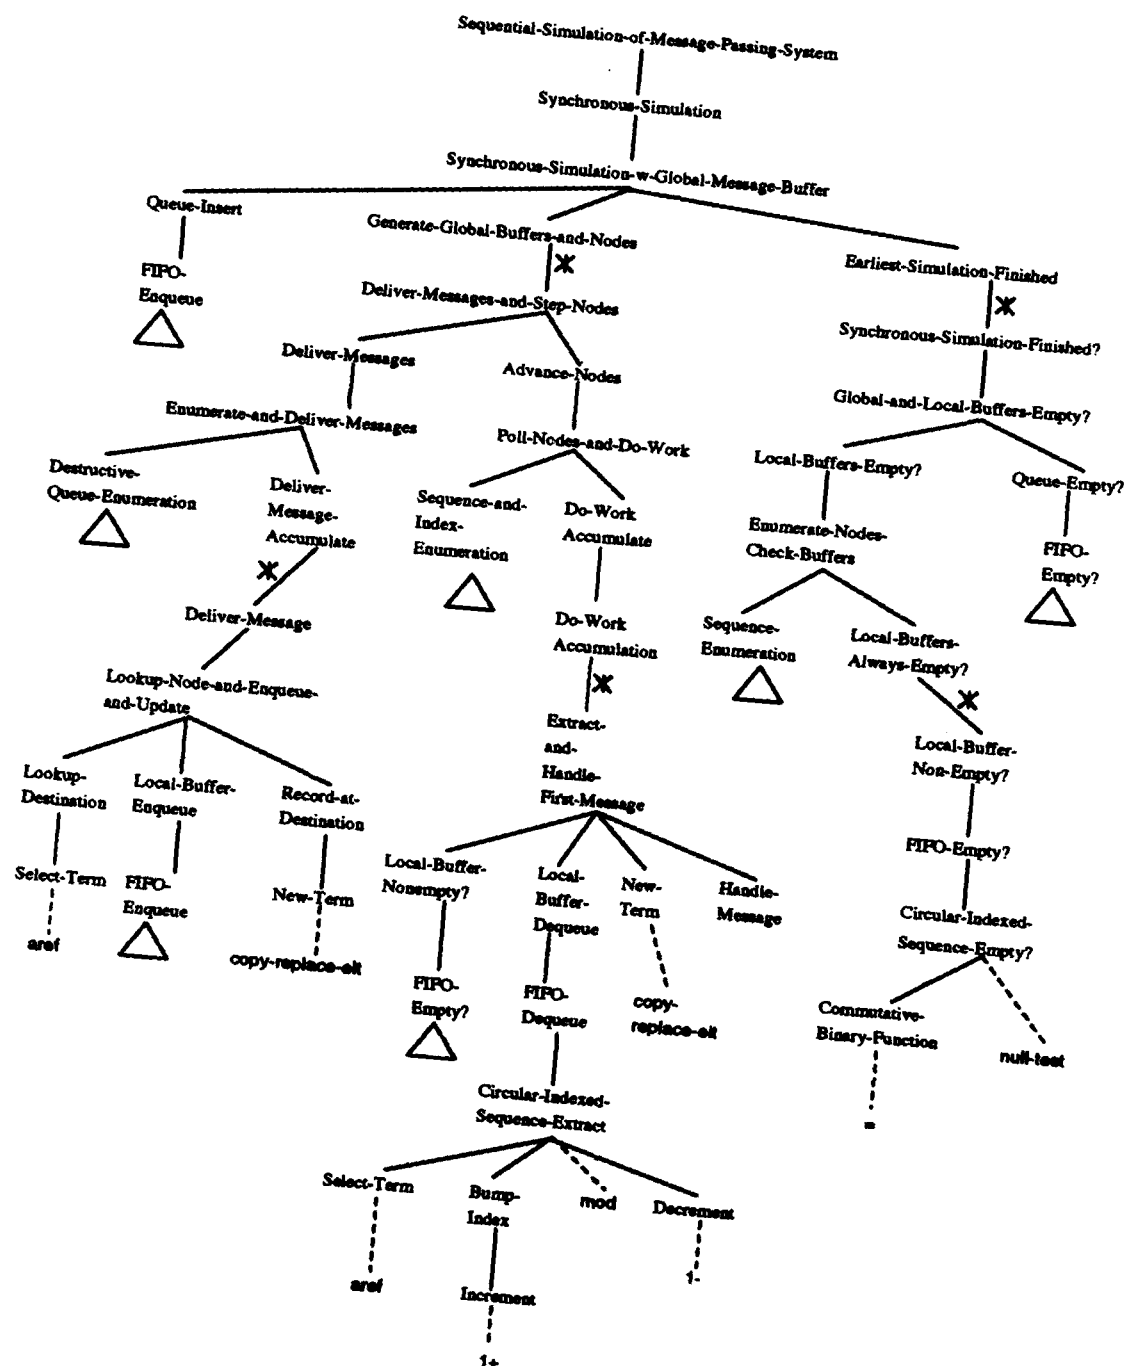 Sequential-Simulation-of-Message-Passing-System
Synchronous-Simulation
Synchronous-Simulation-w-Global-Message-Buffer
Queue-Insert
Generate-Global-Buffers-and-Nodes
Earliest-Simulation-Finished
FIFO-
Enqueue
Deliver-Messages-and-Step-Nodes
Synchronous-Simulation-Finished?
Deliver-Messages
Advance-Nodes
Global-and-Local-Buffers-Empty?
Enumerate-and-Deliver-Messages
Poll-Nodes-and-Do-Work
Local-Buffers-Empty?
Queue-Empty?
Destructive-
Queue-Enumeration
Deliver-
Message-
Accumulate
Sequence-and-
Index-
Enumeration
Do-Work
Accumulate
Enumerate-Nodes-
Check-Buffers
FIFO-
Empty?
Deliver-Message
Do-Work
Accumulation
Sequence-
Enumeration
Local-Buffers-
Always-Empty?
Lookup-Node-and-Enqueue-
and-Update
Extract-
and-
Handle-
First-Message
Local-Buffer-
Non-Empty?
Lookup-
Destination
Local-Buffer-
Enqueue
Record-at-
Destination
FIFO-Empty?
Select-Term
FIFO-
Enqueue
New-Term
Local-Buffer-
Nonempty?
Local-
Buffer-
Dequeue
New-
Term
Handle-
Message
Circular-Indexed-
Sequence-Empty?
aref
copy-replace-elt
FIFO-
Empty?
FIFO-
Dequeue
copy-
replace-elt
Commutative-
Binary-Function
null-test
Circular-Indexed-
Sequence-Extract
=
Select-Term
Bump-
Index
mod
Decrement
aref
Increment
1-
1+